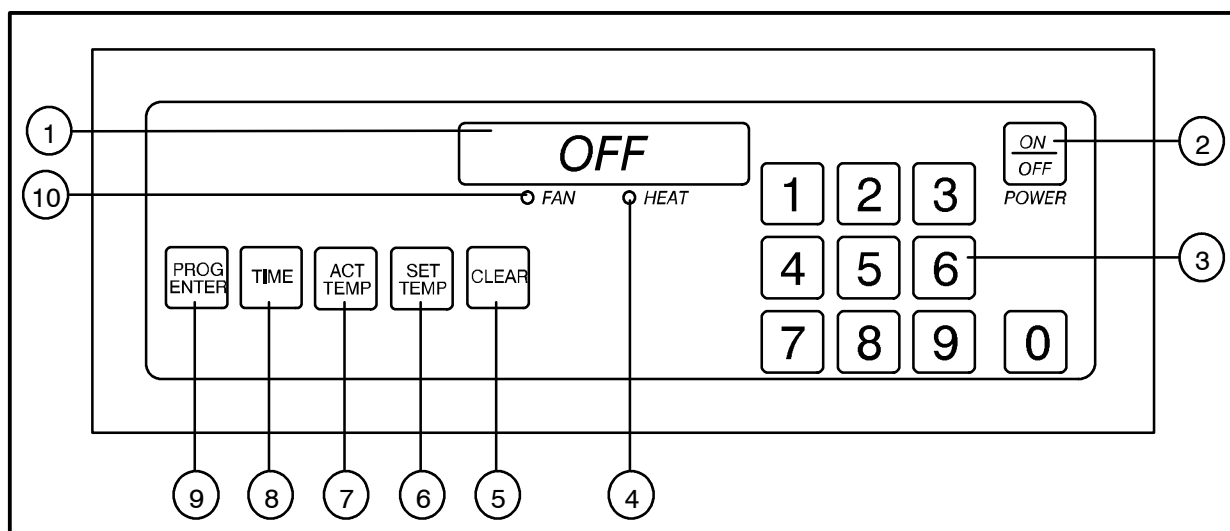 1
OFF
ON
OFF
2
10
FAN
HEAT
POWER
1 2 3
4 5 6
3
PROG
ENTER
TIME
ACT
TEMP
SET
TEMP
CLEAR
7 8 9 0
9 8 7 6 5 4